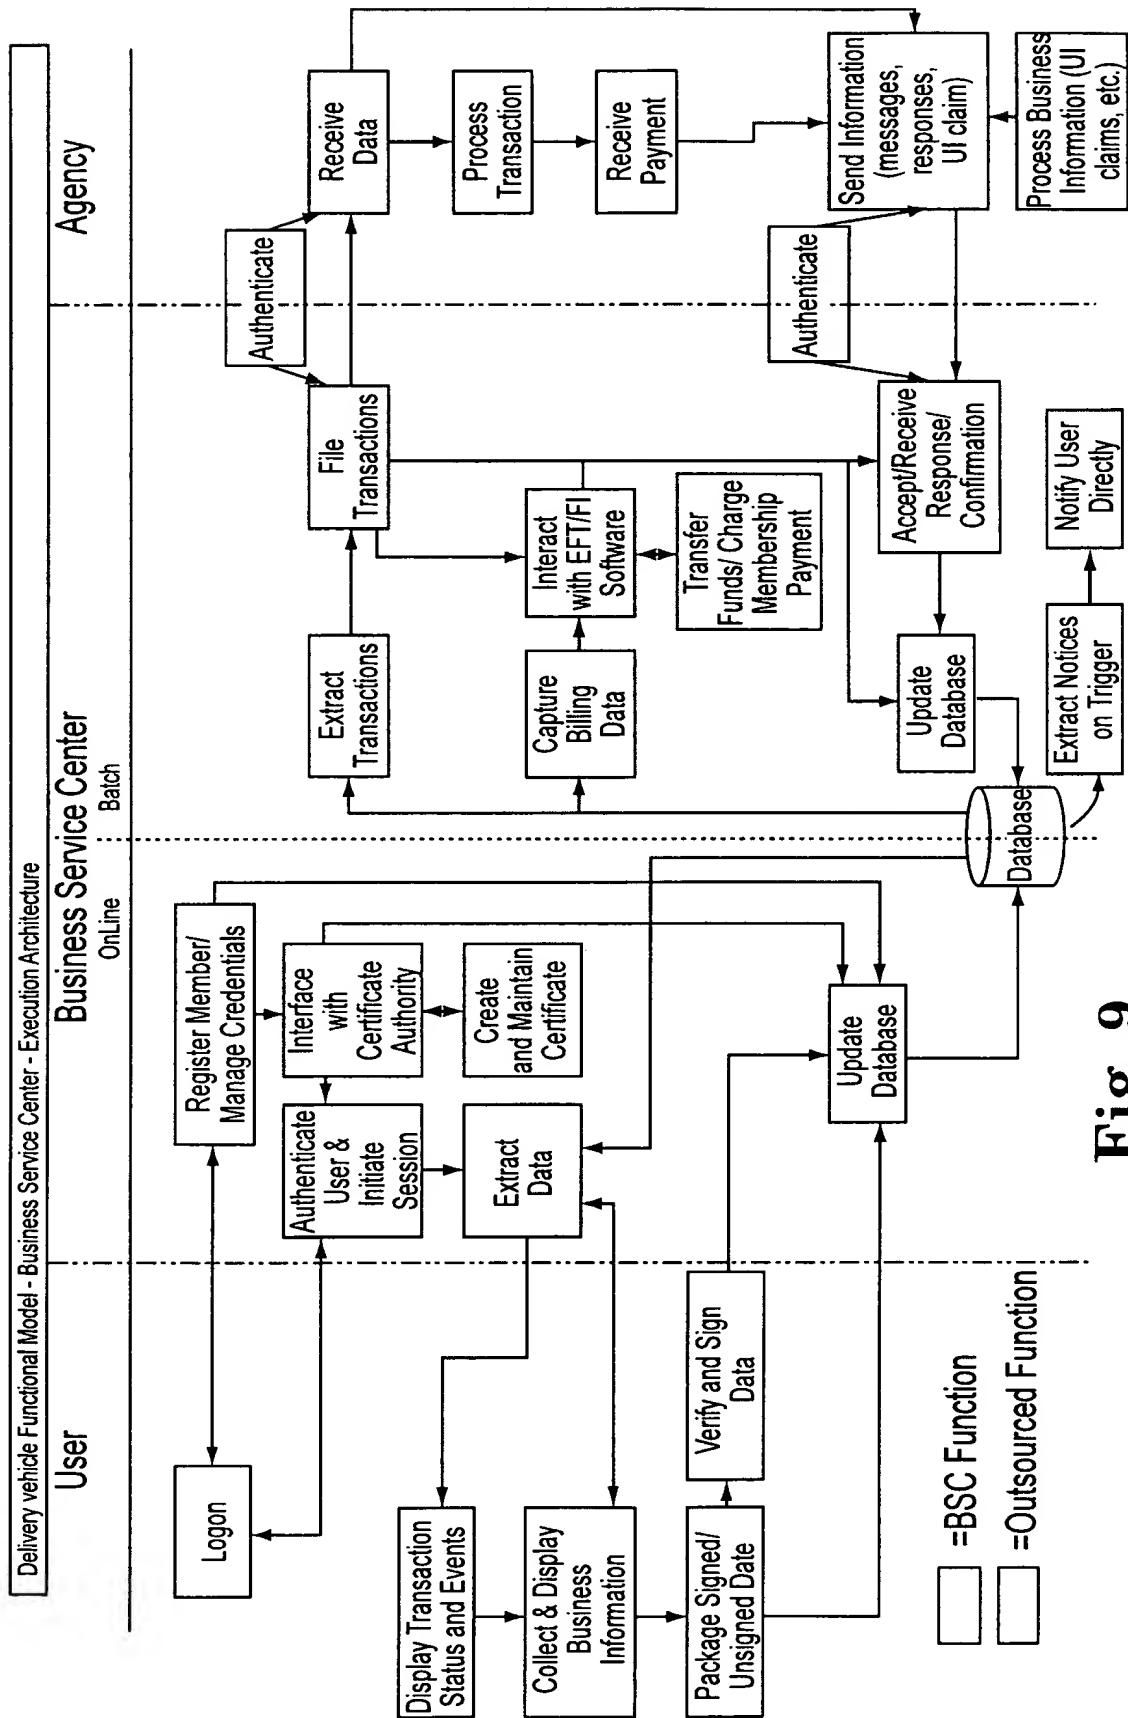 Delivery vehicle Functional Model - Business Service Center - Execution Architecture
User
Business Service Center
Agency
OnLine
Batch
Logon
Register Member/
Manage Credentials
Authenticate
User &
Initiate
Session
Interface
with
Certificate
Authority
Create
and Maintain
Certificate
Extract
Data
Display Transaction
Status and Events
Collect & Display
Business
Information
Package Signed/
Unsigned Date
Verify and Sign
Data
Update
Database
Database
Extract
Transactions
File
Transactions
Authenticate
Receive
Data
Process
Transaction
Receive
Payment
Capture
Billing
Data
Interact
with EFT/FI
Software
Transfer
Funds/ Charge
Membership
Payment
Update
Database
Accept/Receive
Response/
Confirmation
Authenticate
Send Information
(messages,
responses,
UI claim)
Process Business
Information (UI
claims, etc.)
Extract Notices
on Trigger
Notify User
Directly
=BSC Function
=Outsourced Function
Fig. 9